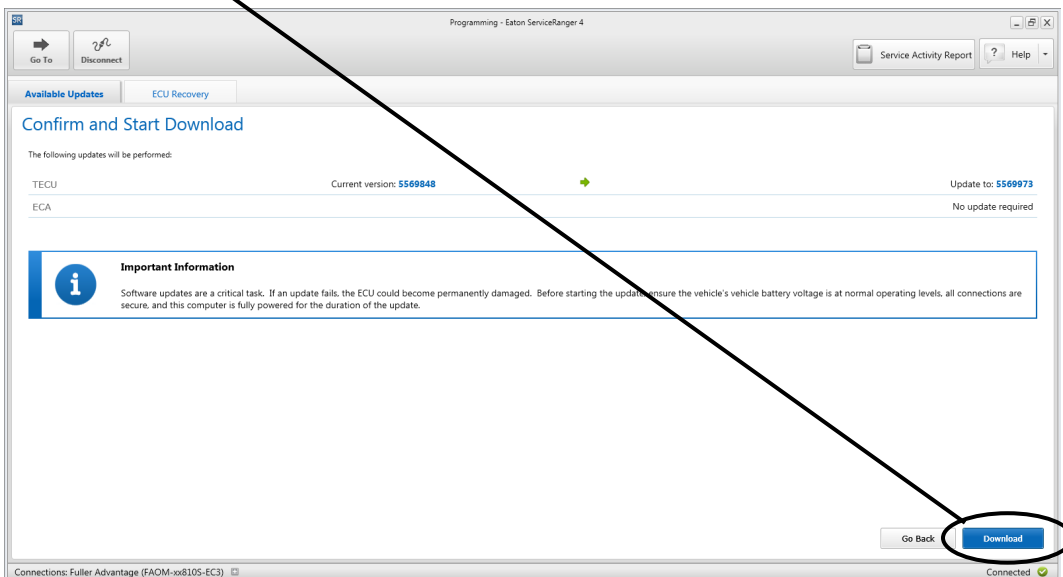 SR
Programming - Eaton ServiceRanger 4
Go To
Disconnect
Service Activity Report
? Help
Available Updates
ECU Recovery
Confirm and Start Download
The following updates will be performed:
TECU Current version: 5569848 Update to: 5569973
ECA No update required
i
Important Information
Software updates are a critical task. If an update fails, the ECU could become permanently damaged. Before starting the update, ensure the vehicle's vehicle battery voltage is at normal operating levels, all connections are
secure, and this computer is fully powered for the duration of the update.
Go Back
Download
Connections: Fuller Advantage (FAOM-xx810S-EC3)
Connected